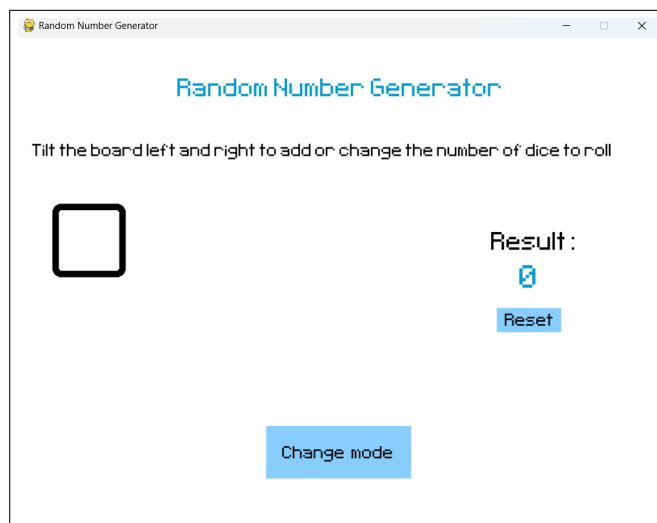 Random Number Generator
Random Number Generator
Tilt the board left and right to add or change the number of dice to roll
Result :
0
Reset
Change mode